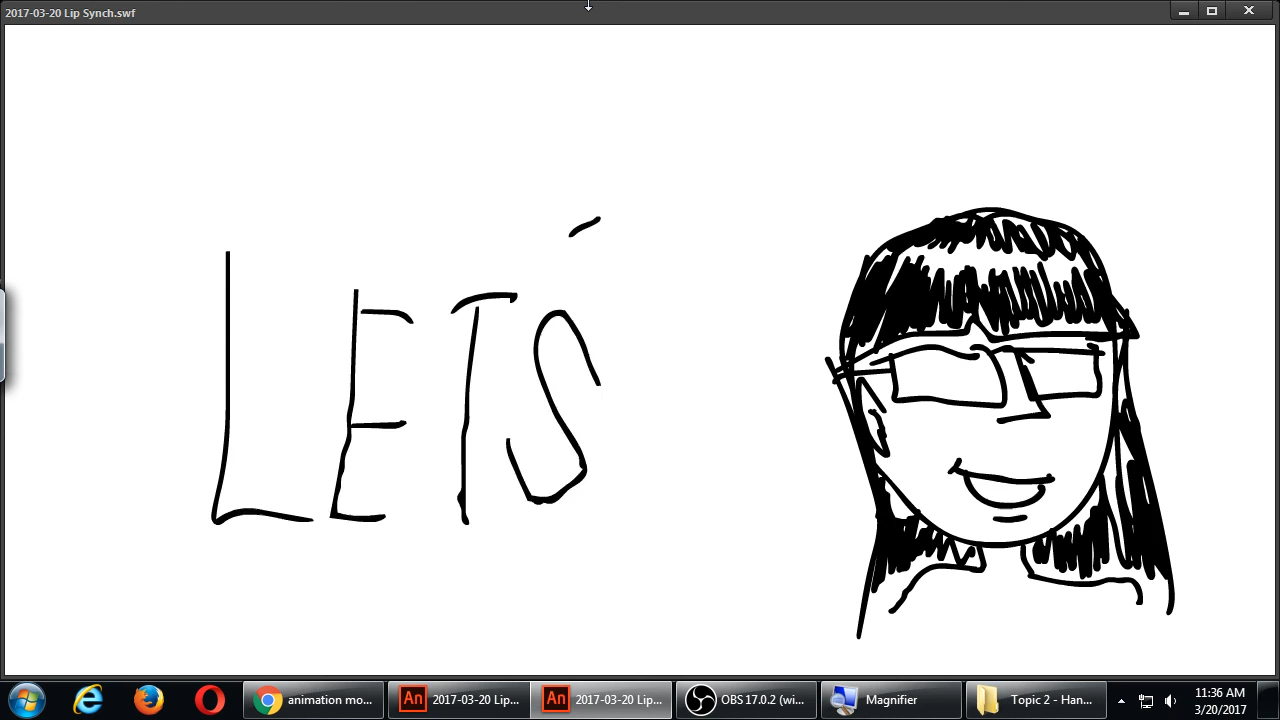 2017-03-20 Lip Synch.swf
LETS
animation mo...
2017-03-20 Lip...
2017-03-20 Lip...
OBS 17.0.2 (wi...
Magnifier
Topic 2 - Han...
11:36 AM
3/20/2017